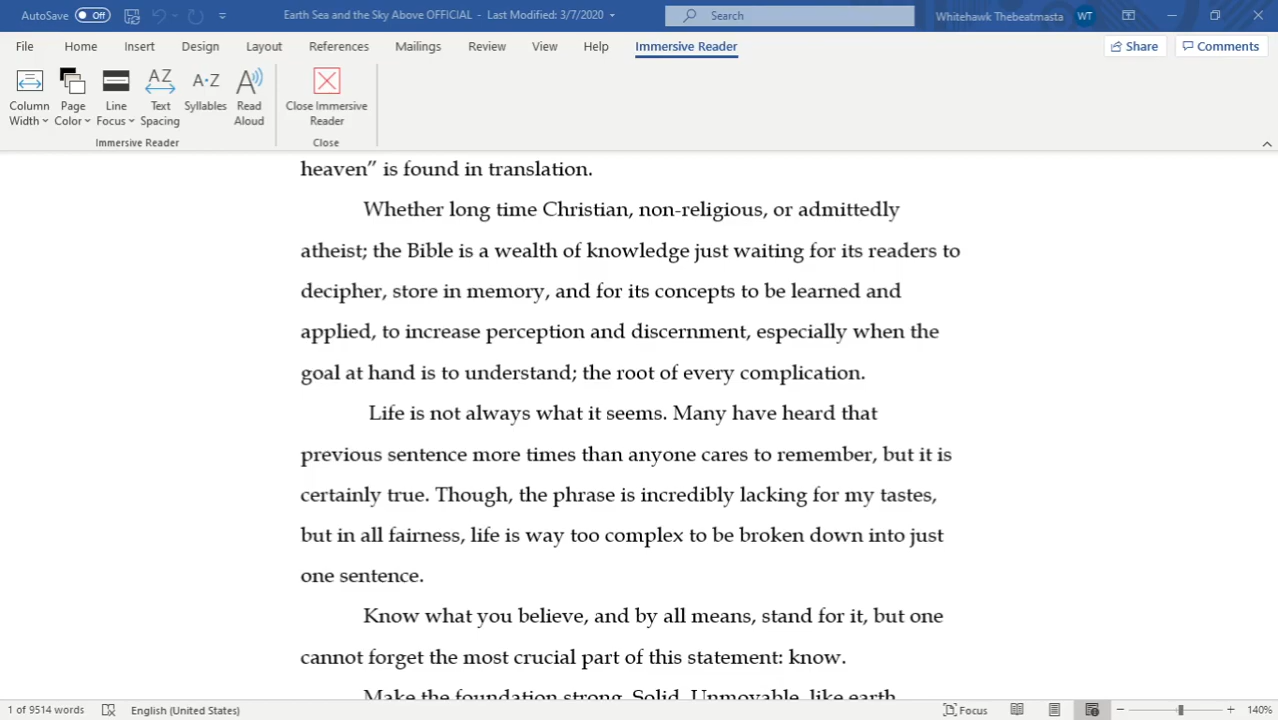 AutoSave Off Earth Sea and the Sky Above OFFICIAL - Last Modified: 3/7/2020 Search Whitehawk Thebeatmasta WT
File Home Insert Design Layout References Mailings Review View Help Immersive Reader Share Comments
Column Width Page Color Line Focus Text Spacing Syllables Read Aloud Close Immersive Reader
Immersive Reader Close
heaven” is found in translation.
Whether long time Christian, non-religious, or admittedly
atheist; the Bible is a wealth of knowledge just waiting for its readers to
decipher, store in memory, and for its concepts to be learned and
applied, to increase perception and discernment, especially when the
goal at hand is to understand; the root of every complication.
Life is not always what it seems. Many have heard that
previous sentence more times than anyone cares to remember, but it is
certainly true. Though, the phrase is incredibly lacking for my tastes,
but in all fairness, life is way too complex to be broken down into just
one sentence.
Know what you believe, and by all means, stand for it, but one
cannot forget the most crucial part of this statement: know.
Make the foundation strong. Solid. Unmovable, like earth
1 of 9514 words English (United States) Focus 140%